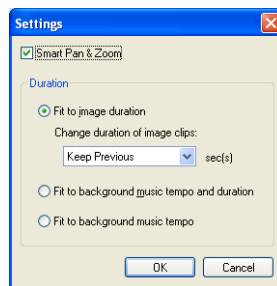 Settings
Smart Pan & Zoom
Duration
Fit to image duration
Change duration of image clips:
Keep Previous sec(s)
Fit to background music tempo and duration
Fit to background music tempo
OK Cancel